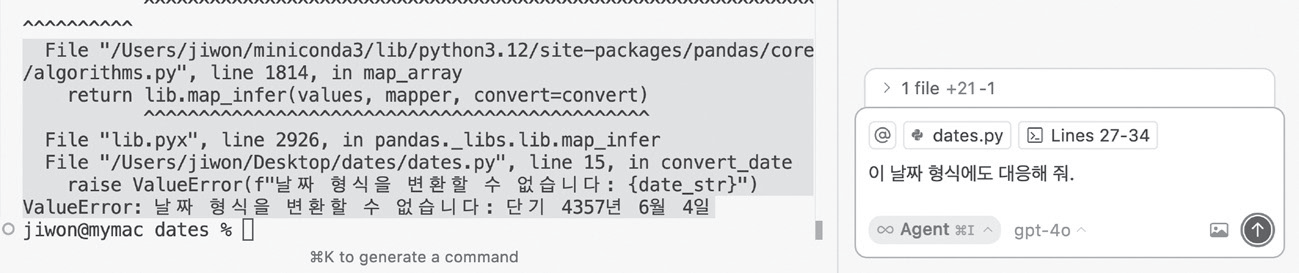 ^^^^^^^^^^^^^^^^^^^^^^^^^^^^^^^^^^^^^^^^^^^^^^^^^^^^^^^^^^^^^
^^^^^^^^^^
File "/Users/jiwon/miniconda3/lib/python3.12/site-packages/pandas/core
/algorithms.py", line 1814, in map_array
return lib.map_infer(values, mapper, convert=convert)
^^^^^^^^^^^^^^^^^^^^^^^^^^^^^^^^^^^^^^^^^^^^^^
File "lib.pyx", line 2926, in pandas._libs.lib.map_infer
File "/Users/jiwon/Desktop/dates/dates.py", line 15, in convert_date
raise ValueError(f"날짜 형식을 변환할 수 없습니다: {date_str}")
ValueError: 날짜 형식을 변환할 수 없습니다: 단기 4357년 6월 4일
jiwon@mymac dates %
⌘K to generate a command
1 file +21 -1
@ dates.py Lines 27-34
이 날짜 형식에도 대응해 줘.
∞ Agent ⌘I gpt-4o